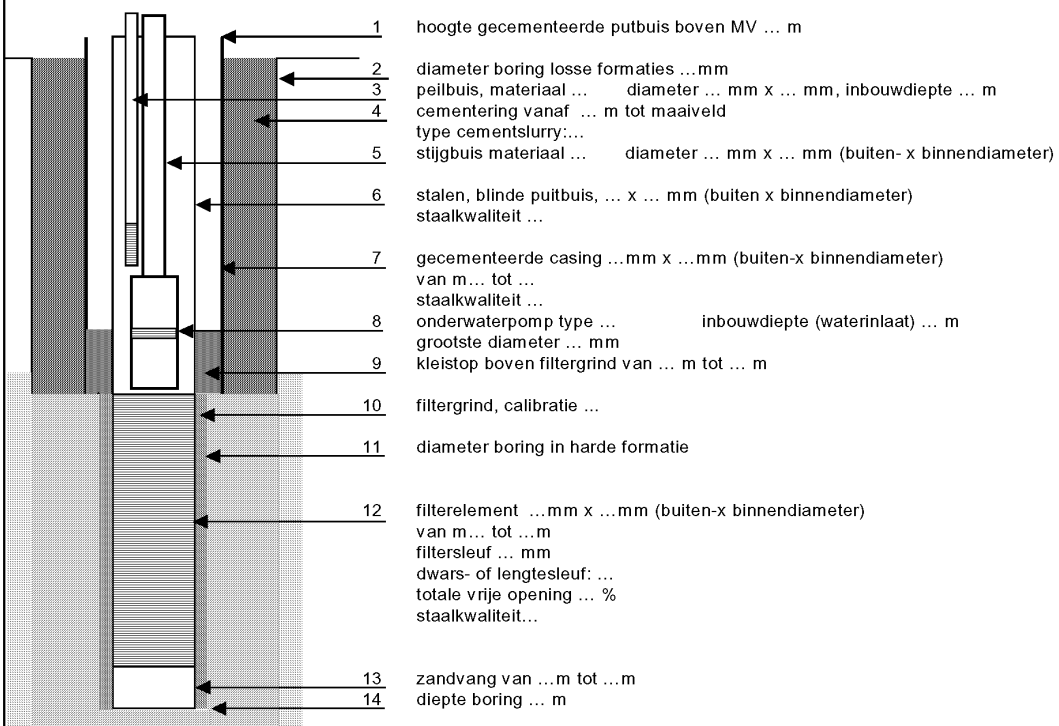 1 hoogte gecementeerde putbuis boven MV … m
2 diameter boring losse formaties …mm
3 peilbuis, materiaal … diameter … mm x … mm, inbouwdiepte … m
4 cementering vanaf … m tot maaiveld
type cementslurry:…
5 stijgbuis materiaal … diameter … mm x … mm (buiten- x binnendiameter)
6 stalen, blinde puitbuis, … x … mm (buiten x binnendiameter)
staalkwaliteit …
7 gecementeerde casing …mm x …mm (buiten-x binnendiameter)
van m… tot …
staalkwaliteit …
8 onderwaterpomp type … inbouwdiepte (waterinlaat) … m
grootste diameter … mm
9 kleistop boven filtergrind van … m tot … m
10 filtergrind, calibratie …
11 diameter boring in harde formatie
12 filterelement …mm x …mm (buiten-x binnendiameter)
van m… tot …m
filtersleuf … mm
dwars- of lengtesleuf: …
totale vrije opening … %
staalkwaliteit…
13 zandvang van …m tot …m
14 diepte boring … m